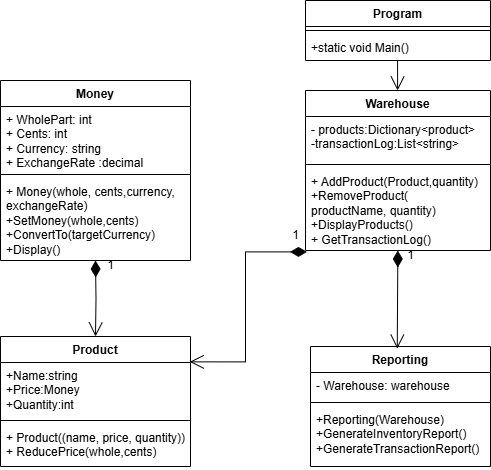 Program
+static void Main()
Money
+ WholePart: int
+ Cents: int
+ Currency: string
+ ExchangeRate :decimal
+ Money(whole, cents,currency,
exchangeRate)
+SetMoney(whole,cents)
+ConvertTo(targetCurrency)
+Display()
1
Warehouse
- products:Dictionary<product>
-transactionLog:List<string>
+ AddProduct(Product,quantity)
+RemoveProduct(
productName, quantity)
+DisplayProducts()
+ GetTransactionLog()
1
1
Product
+Name:string
+Price:Money
+Quantity:int
+ Product((name, price, quantity))
+ ReducePrice(whole,cents)
Reporting
- Warehouse: warehouse
+Reporting(Warehouse)
+GenerateInventoryReport()
+GenerateTransactionReport()